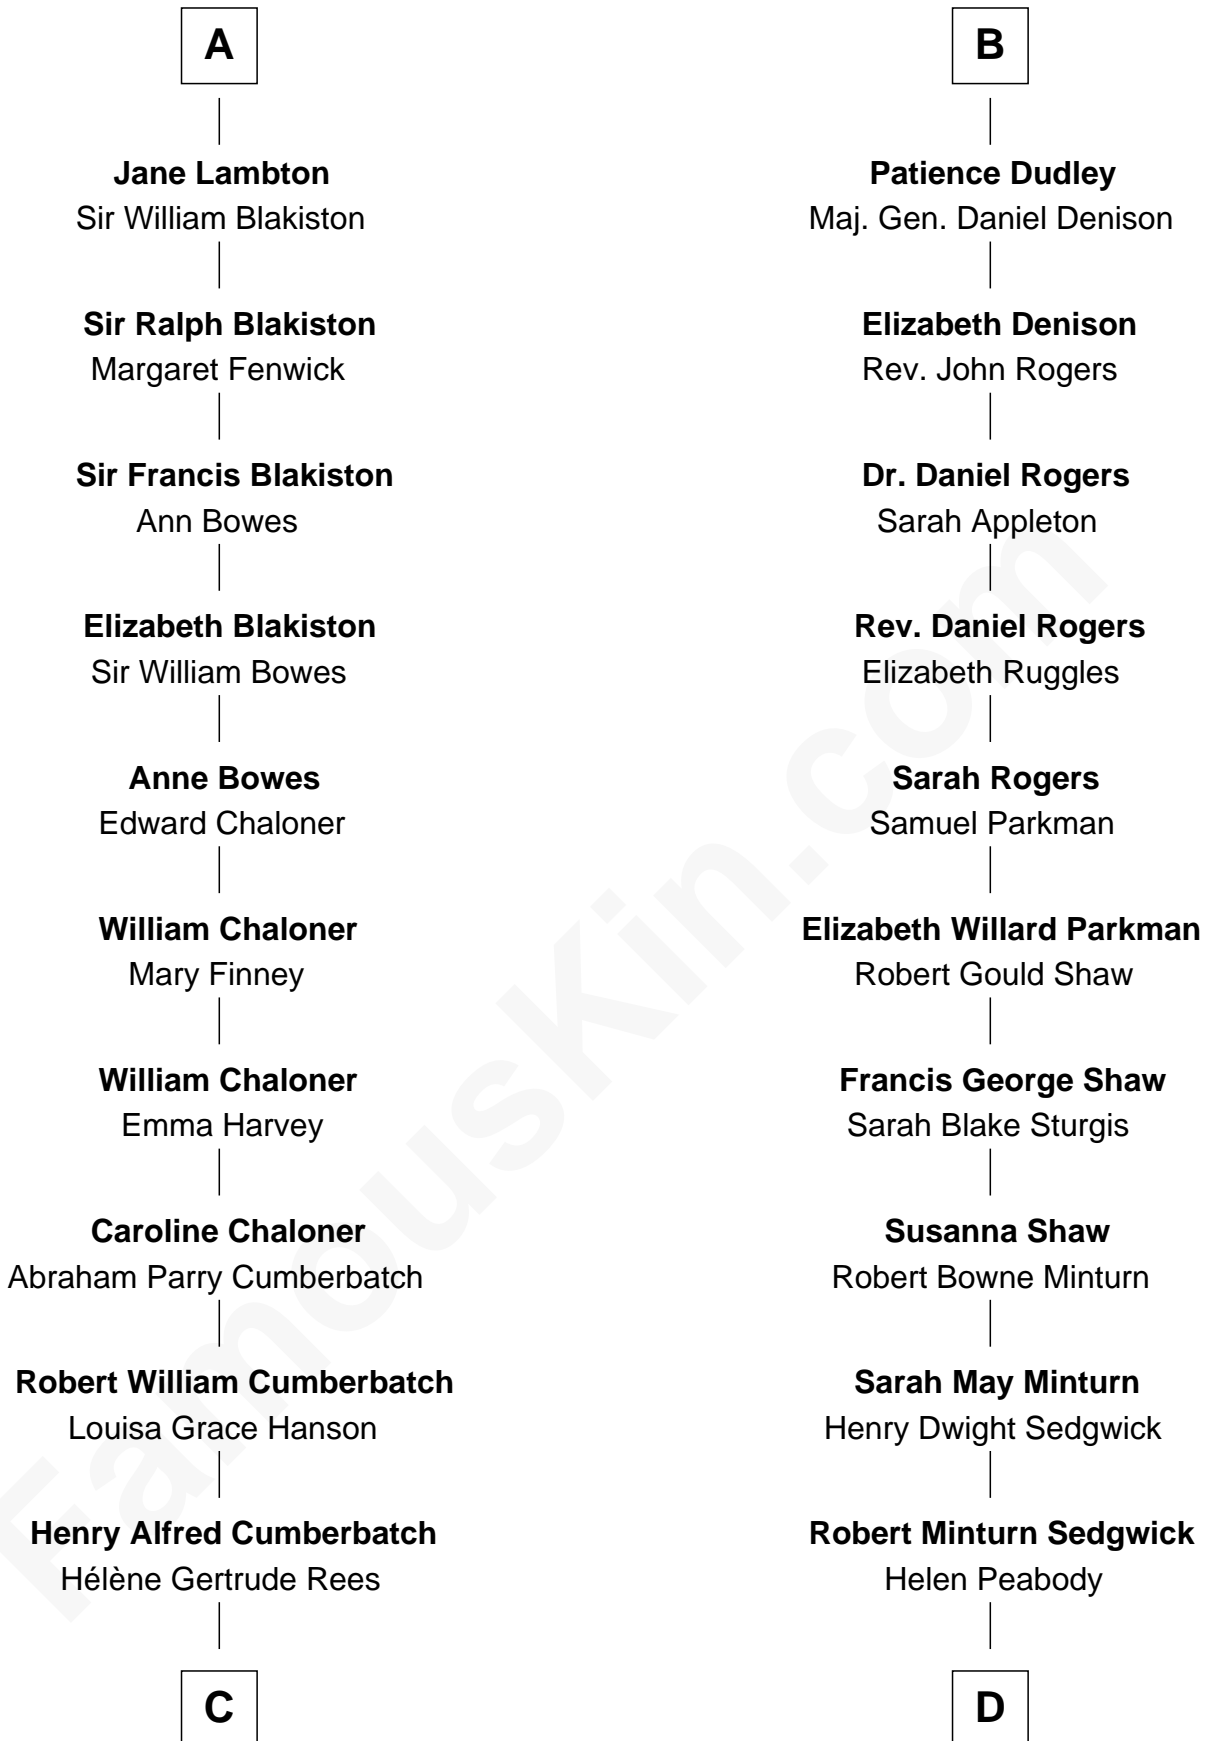 A
Jane Lambton
Sir William Blakiston
Sir Ralph Blakiston
Margaret Fenwick
Sir Francis Blakiston
Ann Bowes
Elizabeth Blakiston
Sir William Bowes
Anne Bowes
Edward Chaloner
William Chaloner
Mary Finney
William Chaloner
Emma Harvey
Caroline Chaloner
Abraham Parry Cumberbatch
Robert William Cumberbatch
Louisa Grace Hanson
Henry Alfred Cumberbatch
Hélène Gertrude Rees
C
B
Patience Dudley
Maj. Gen. Daniel Denison
Elizabeth Denison
Rev. John Rogers
Dr. Daniel Rogers
Sarah Appleton
Rev. Daniel Rogers
Elizabeth Ruggles
Sarah Rogers
Samuel Parkman
Elizabeth Willard Parkman
Robert Gould Shaw
Francis George Shaw
Sarah Blake Sturgis
Susanna Shaw
Robert Bowne Minturn
Sarah May Minturn
Henry Dwight Sedgwick
Robert Minturn Sedgwick
Helen Peabody
D
FamousKin.com